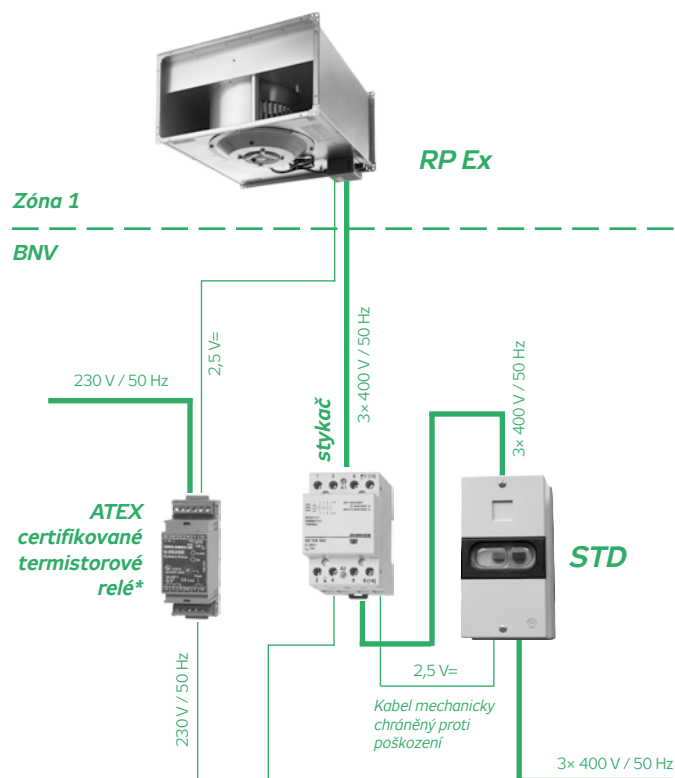 RP Ex
Zóna 1
BNV
2,5 V=
3× 400 V / 50 Hz
230 V / 50 Hz
stykač
3× 400 V / 50 Hz
ATEX
certifikované
termistorové
relé*
STD
230 V / 50 Hz
2,5 V=
Kabel mechanicky
chráněný proti
poškození
3× 400 V / 50 Hz